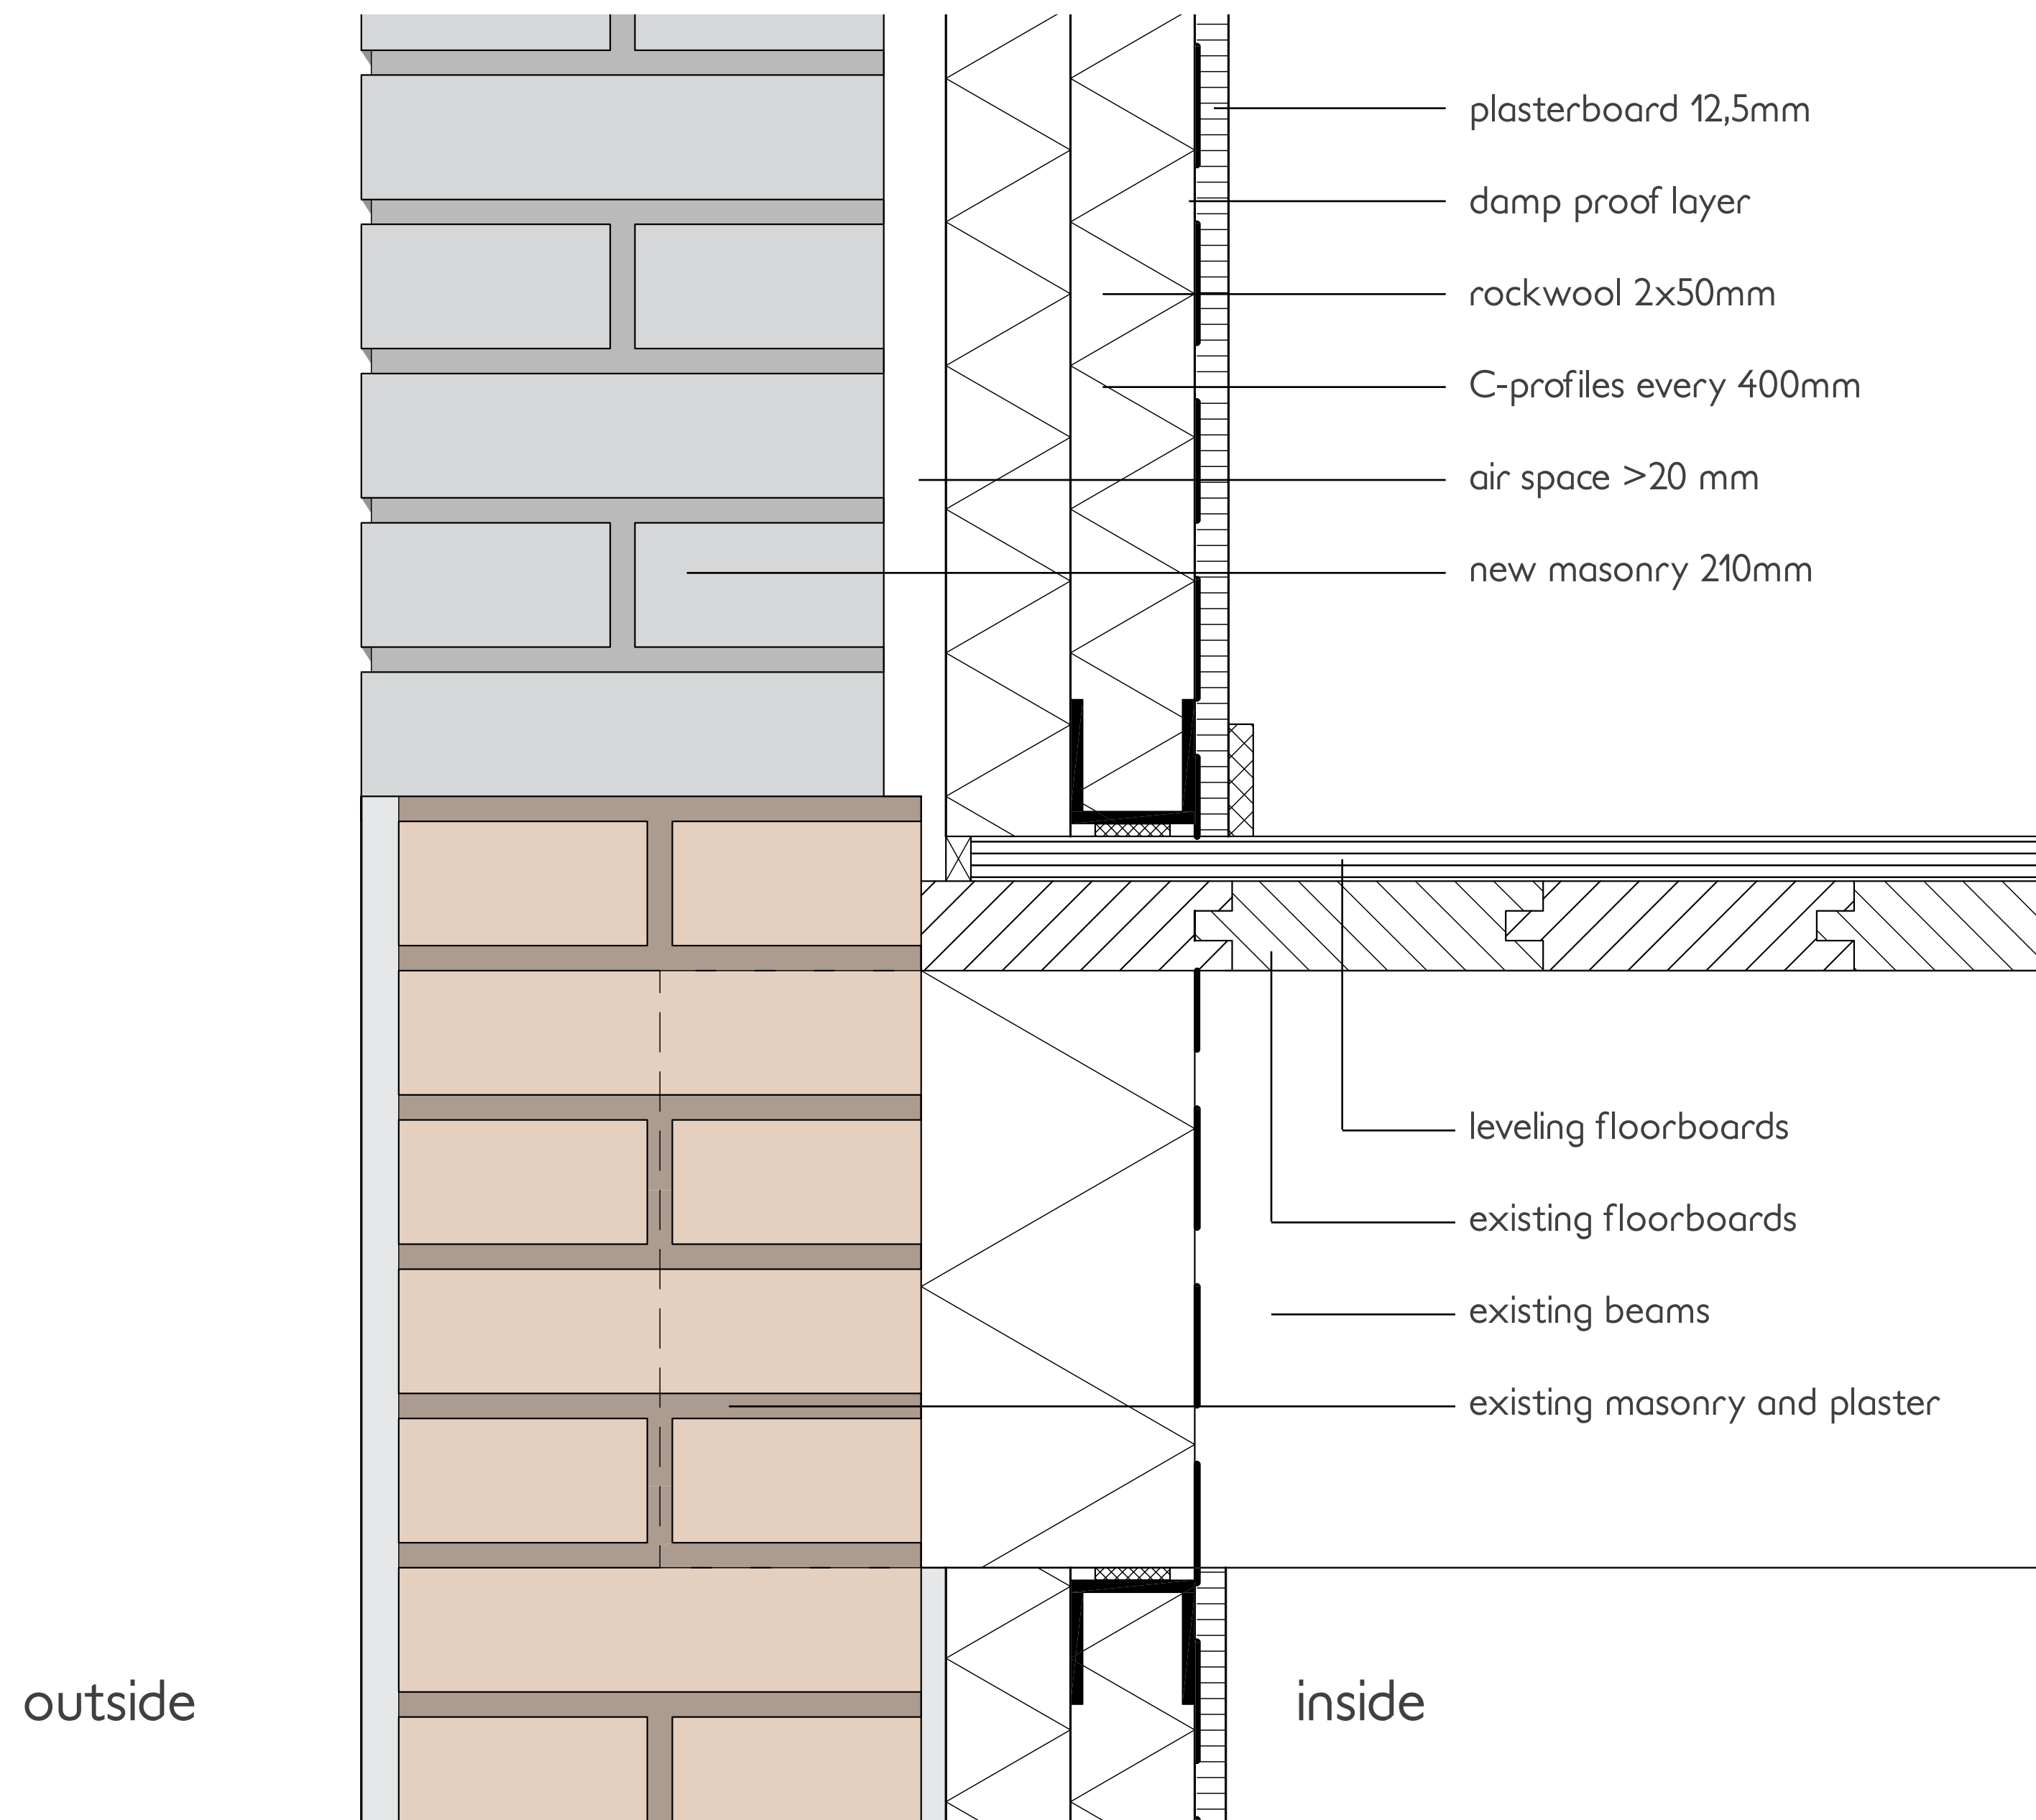 plasterboard 12,5mm
damp proof layer
rockwool 2x50mm
C-profiles every 400mm
air space >20 mm
new masonry 210mm
leveling floorboards
existing floorboards
existing beams
existing masonry and plaster
outside
inside